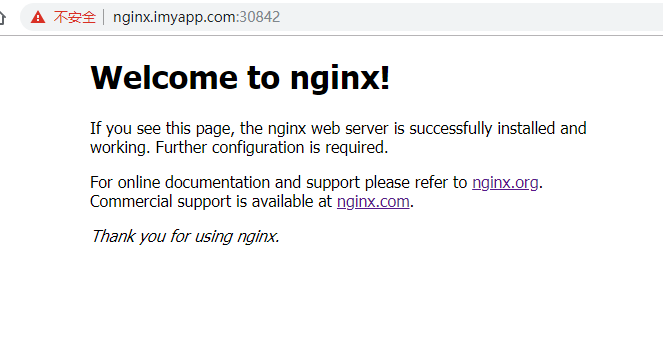 不安全 nginx.imyapp.com:30842
Welcome to nginx!
If you see this page, the nginx web server is successfully installed and
working. Further configuration is required.
For online documentation and support please refer to nginx.org.
Commercial support is available at nginx.com.
Thank you for using nginx.